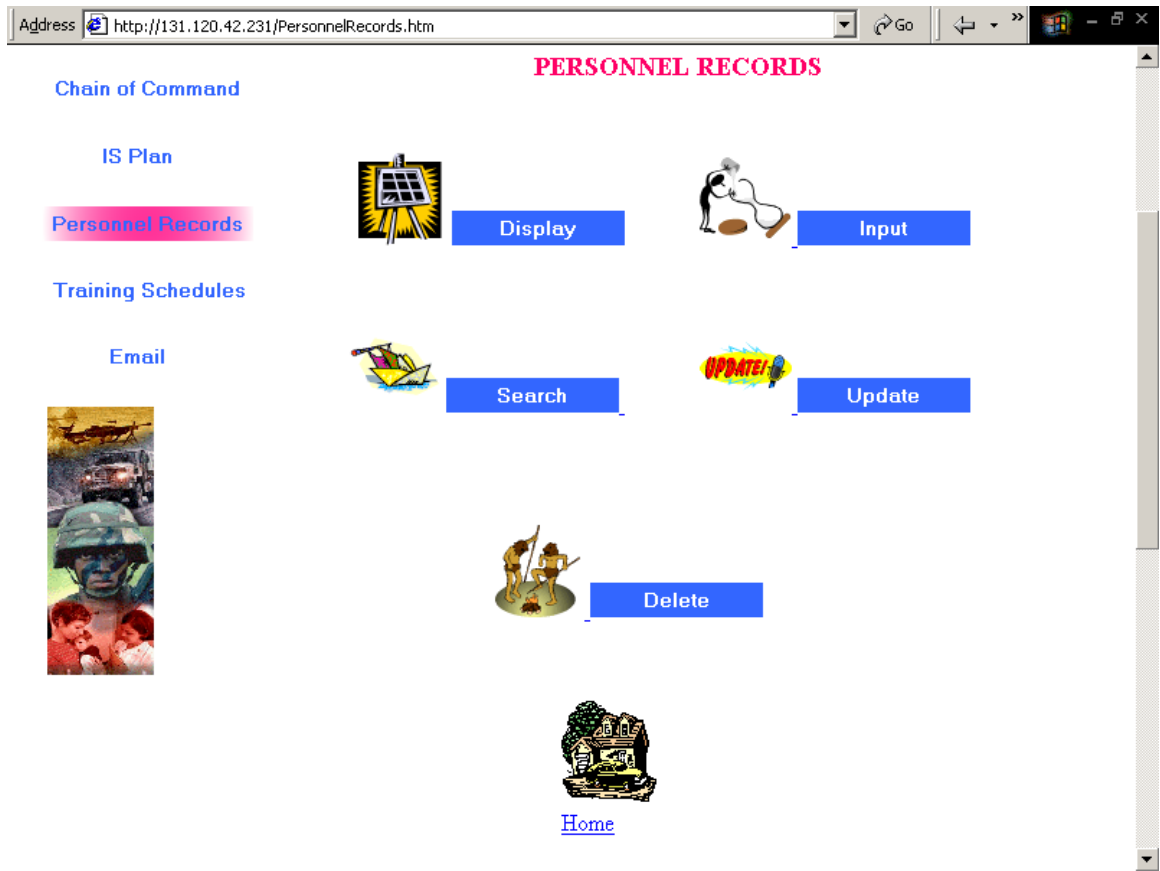 Address http://131.120.42.231/PersonnelRecords.htm Go »
PERSONNEL RECORDS
Chain of Command
IS Plan
Personnel Records
Training Schedules
Email
Display
Input
Search
UPDATE!
Update
Delete
Home